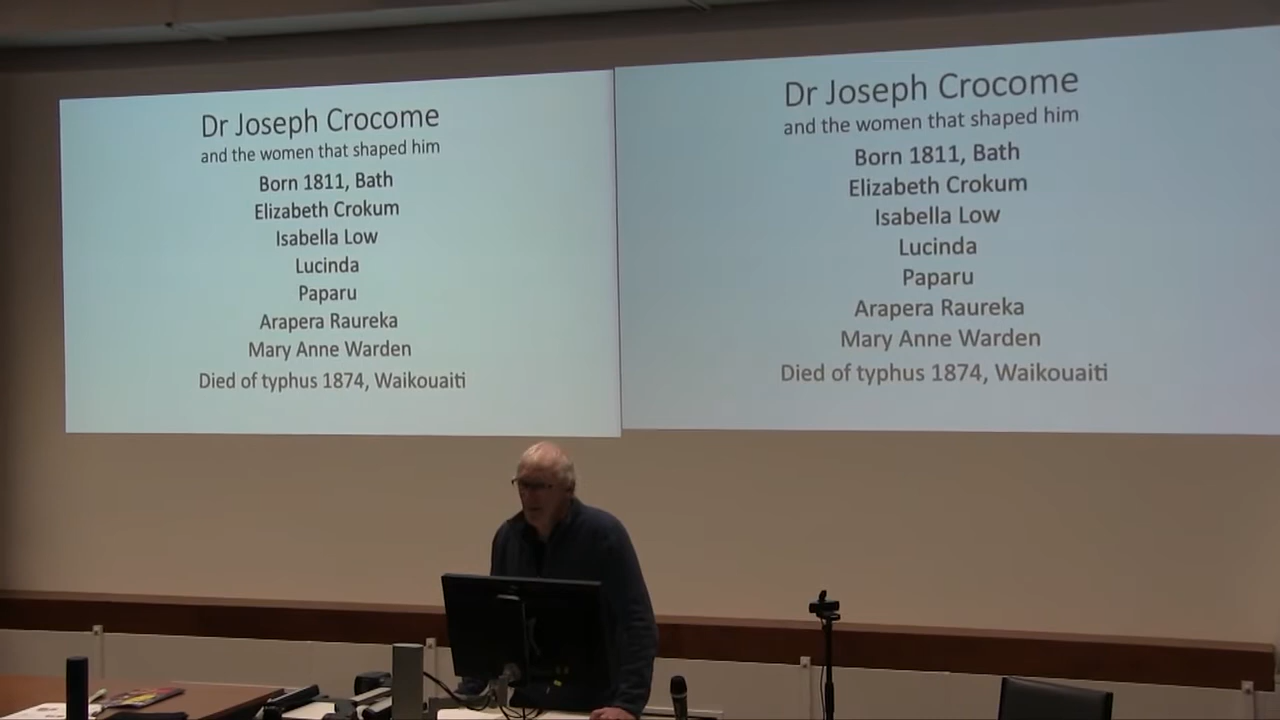 Dr Joseph Crocome
and the women that shaped him
Born 1811, Bath
Elizabeth Crokum
Isabella Low
Lucinda
Paparu
Arapera Raureka
Mary Anne Warden
Died of typhus 1874, Waikouaiti
Dr Joseph Crocome
and the women that shaped him
Born 1811, Bath
Elizabeth Crokum
Isabella Low
Lucinda
Paparu
Arapera Raureka
Mary Anne Warden
Died of typhus 1874, Waikouaiti